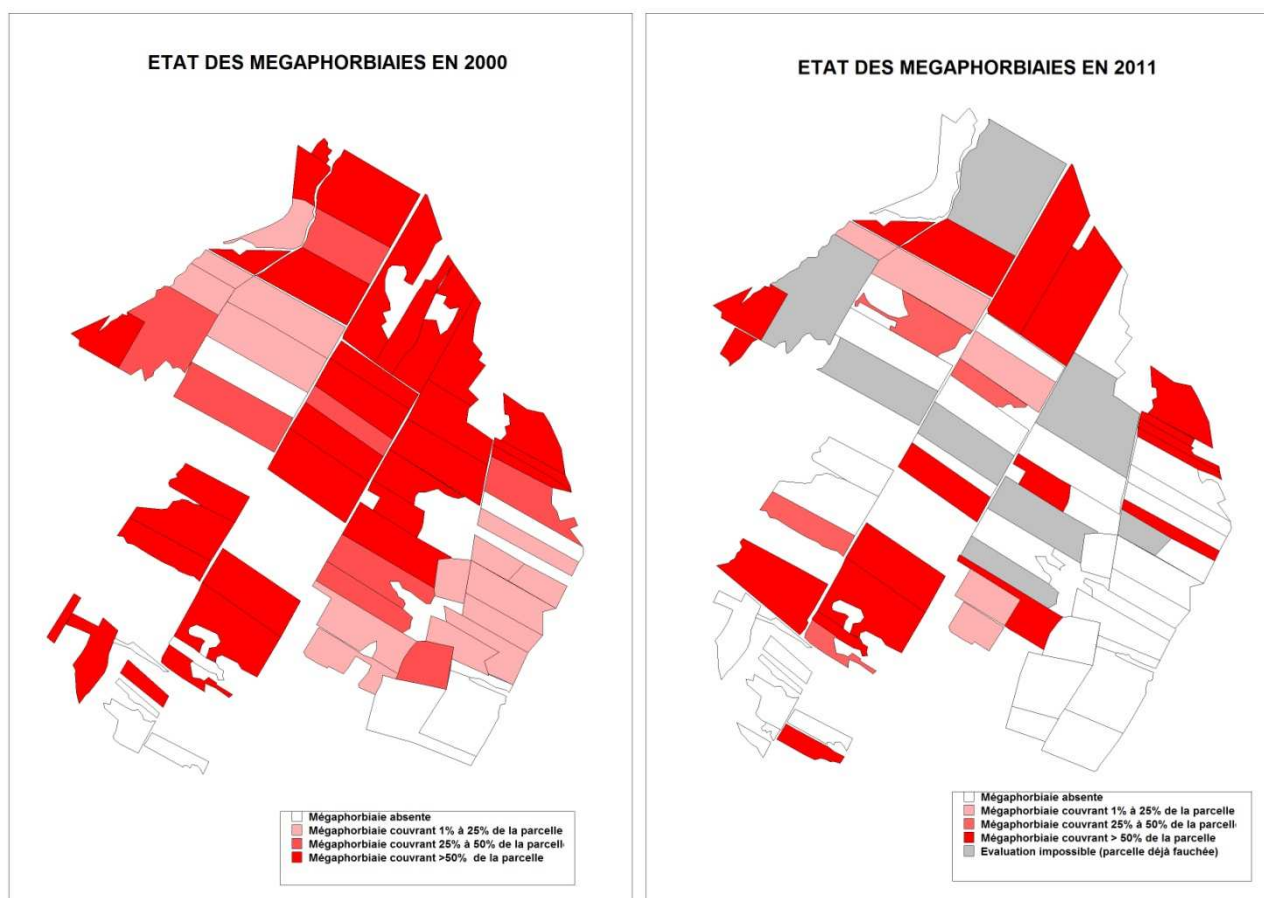 ETAT DES MEGAPHORBIAIES EN 2000
Mégaphorbiaie absente
Mégaphorbiaie couvrant 1% à 25% de la parcelle
Mégaphorbiaie couvrant 25% à 50% de la parcelle
Mégaphorbiaie couvrant >50% de la parcelle
ETAT DES MEGAPHORBIAIES EN 2011
Mégaphorbiaie absente
Mégaphorbiaie couvrant 1% à 25% de la parcelle
Mégaphorbiaie couvrant 25% à 50% de la parcelle
Mégaphorbiaie couvrant > 50% de la parcelle
Evaluation impossible (parcelle déjà fauchée)